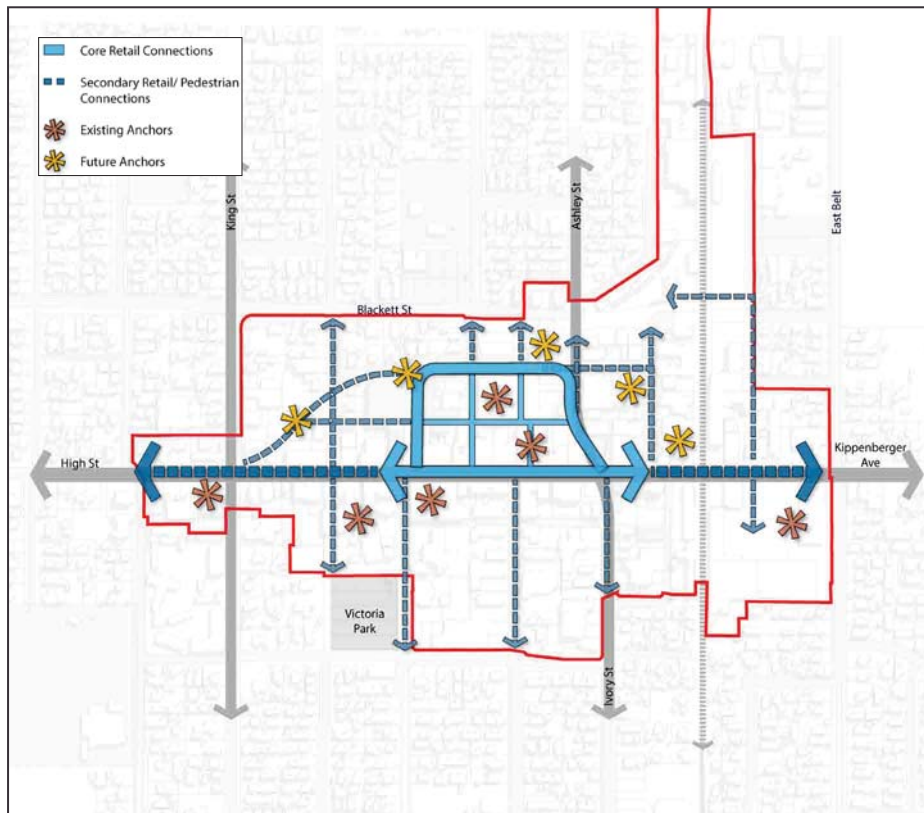 Core Retail Connections
Secondary Retail/ Pedestrian
Connections
Existing Anchors
Future Anchors
King St
Ashley St
East Belt
Blackett St
High St
Kippenberger
Ave
Victoria
Park
Ivory St